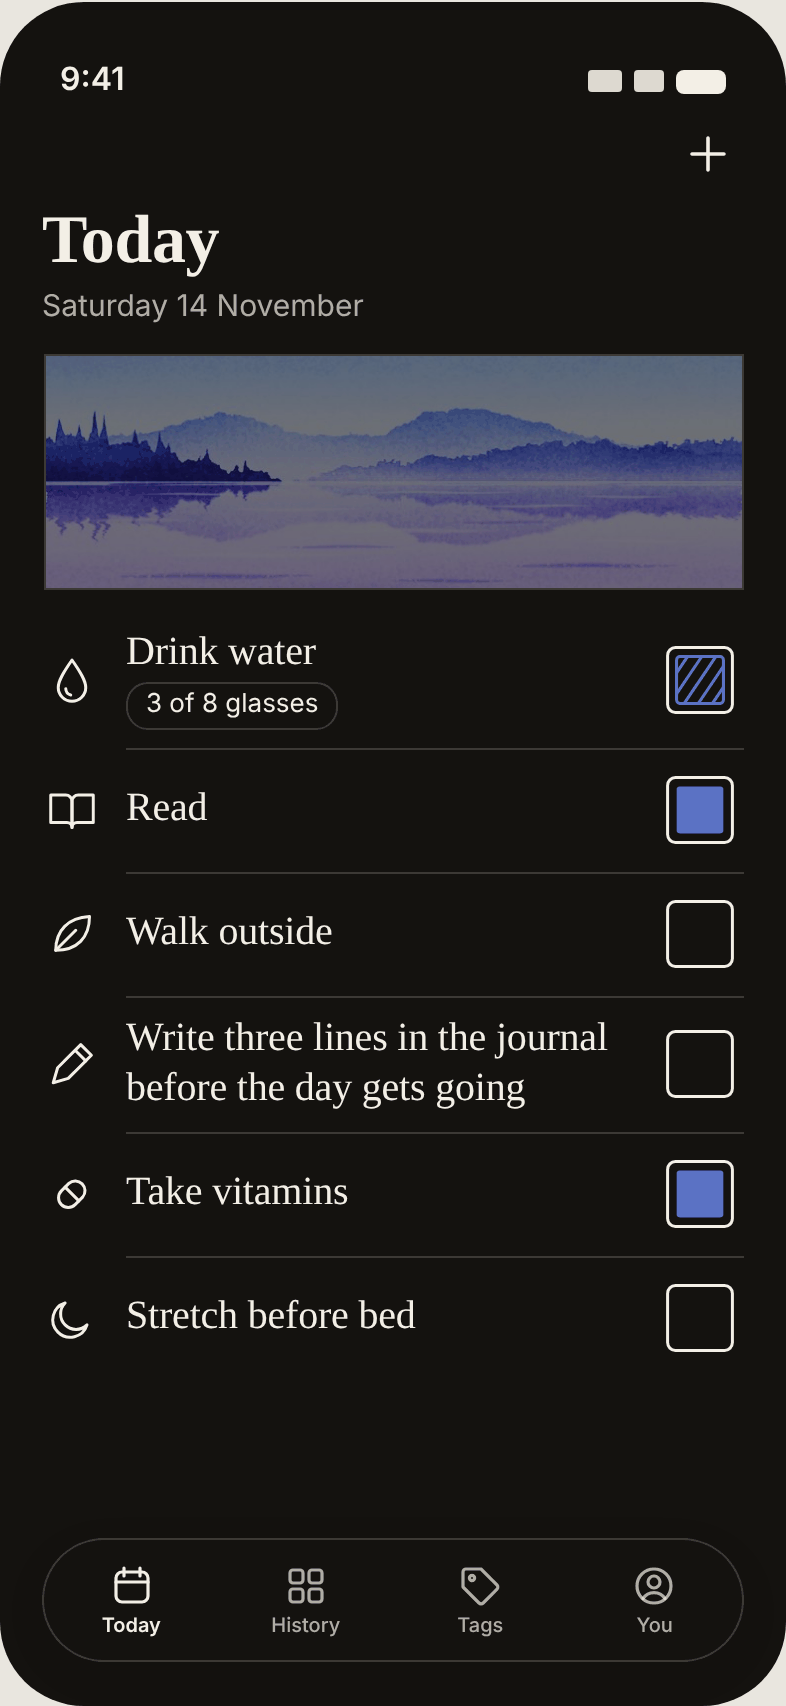 9:41
Today
Saturday 14 November
Drink water
3 of 8 glasses
Read
Walk outside
Write three lines in the journal
before the day gets going
Take vitamins
Stretch before bed
Today
History
Tags
You